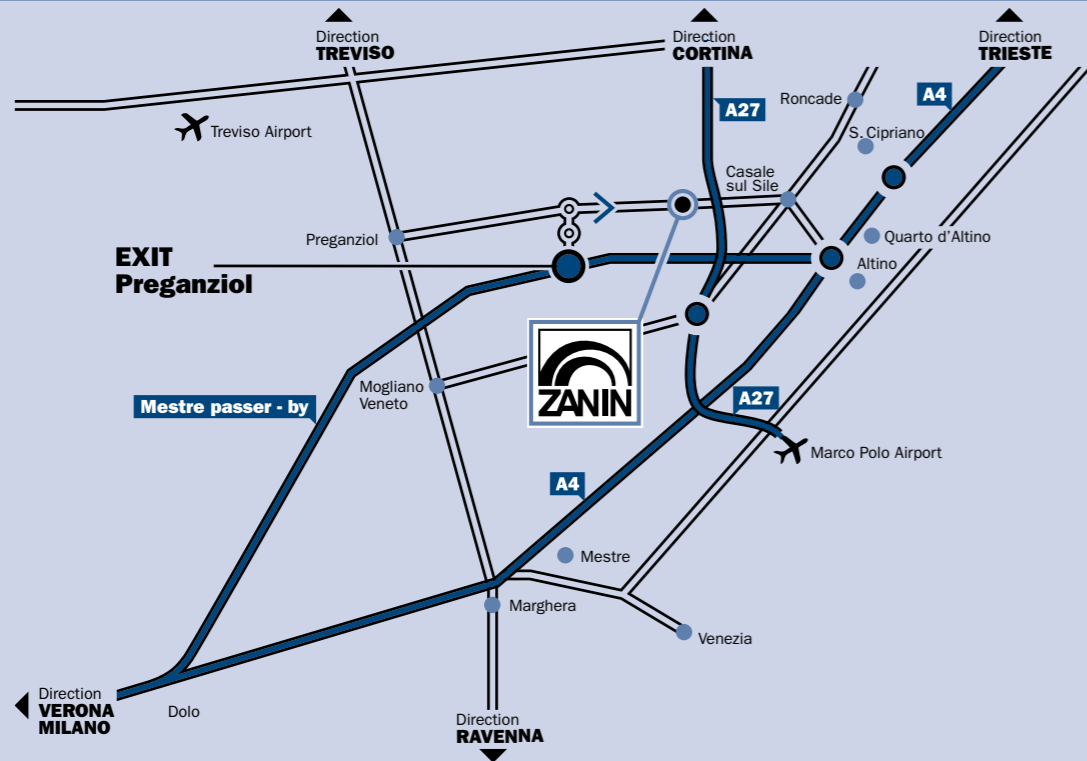 Direction
TREVISO
Direction
CORTINA
Direction
TRIESTE
A27
A4
Roncade
S. Cipriano
Treviso Airport
Casale
sul Sile
Preganziol
Quarto d'Altino
EXIT
Preganziol
Altino
ZANIN
Mogliano
Veneto
Mestre passer - by
A27
Marco Polo Airport
A4
Mestre
Marghera
Venezia
Direction
VERONA
MILANO
Dolo
Direction
RAVENNA